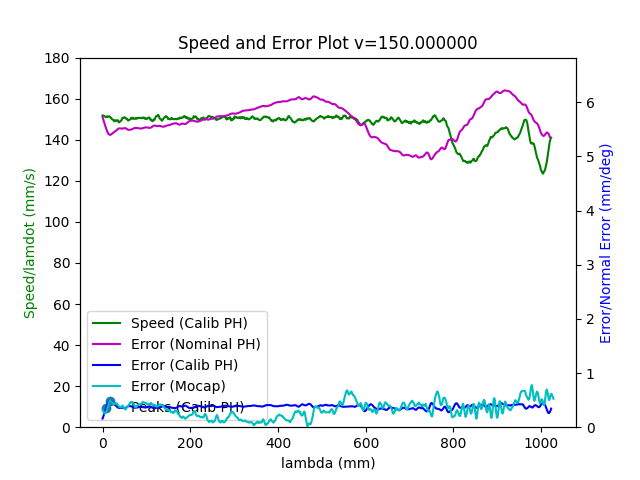 Speed and Error Plot v=150.000000
180
160
140
120
100
80
60
40
20
0
Speed/lamdot (mm/s)
6
5
4
3
2
1
0
Error/Normal Error (mm/deg)
Speed (Calib PH)
Error (Nominal PH)
Error (Calib PH)
Error (Mocap)
Peaks (Calib PH)
0 200 400 600 800 1000
lambda (mm)